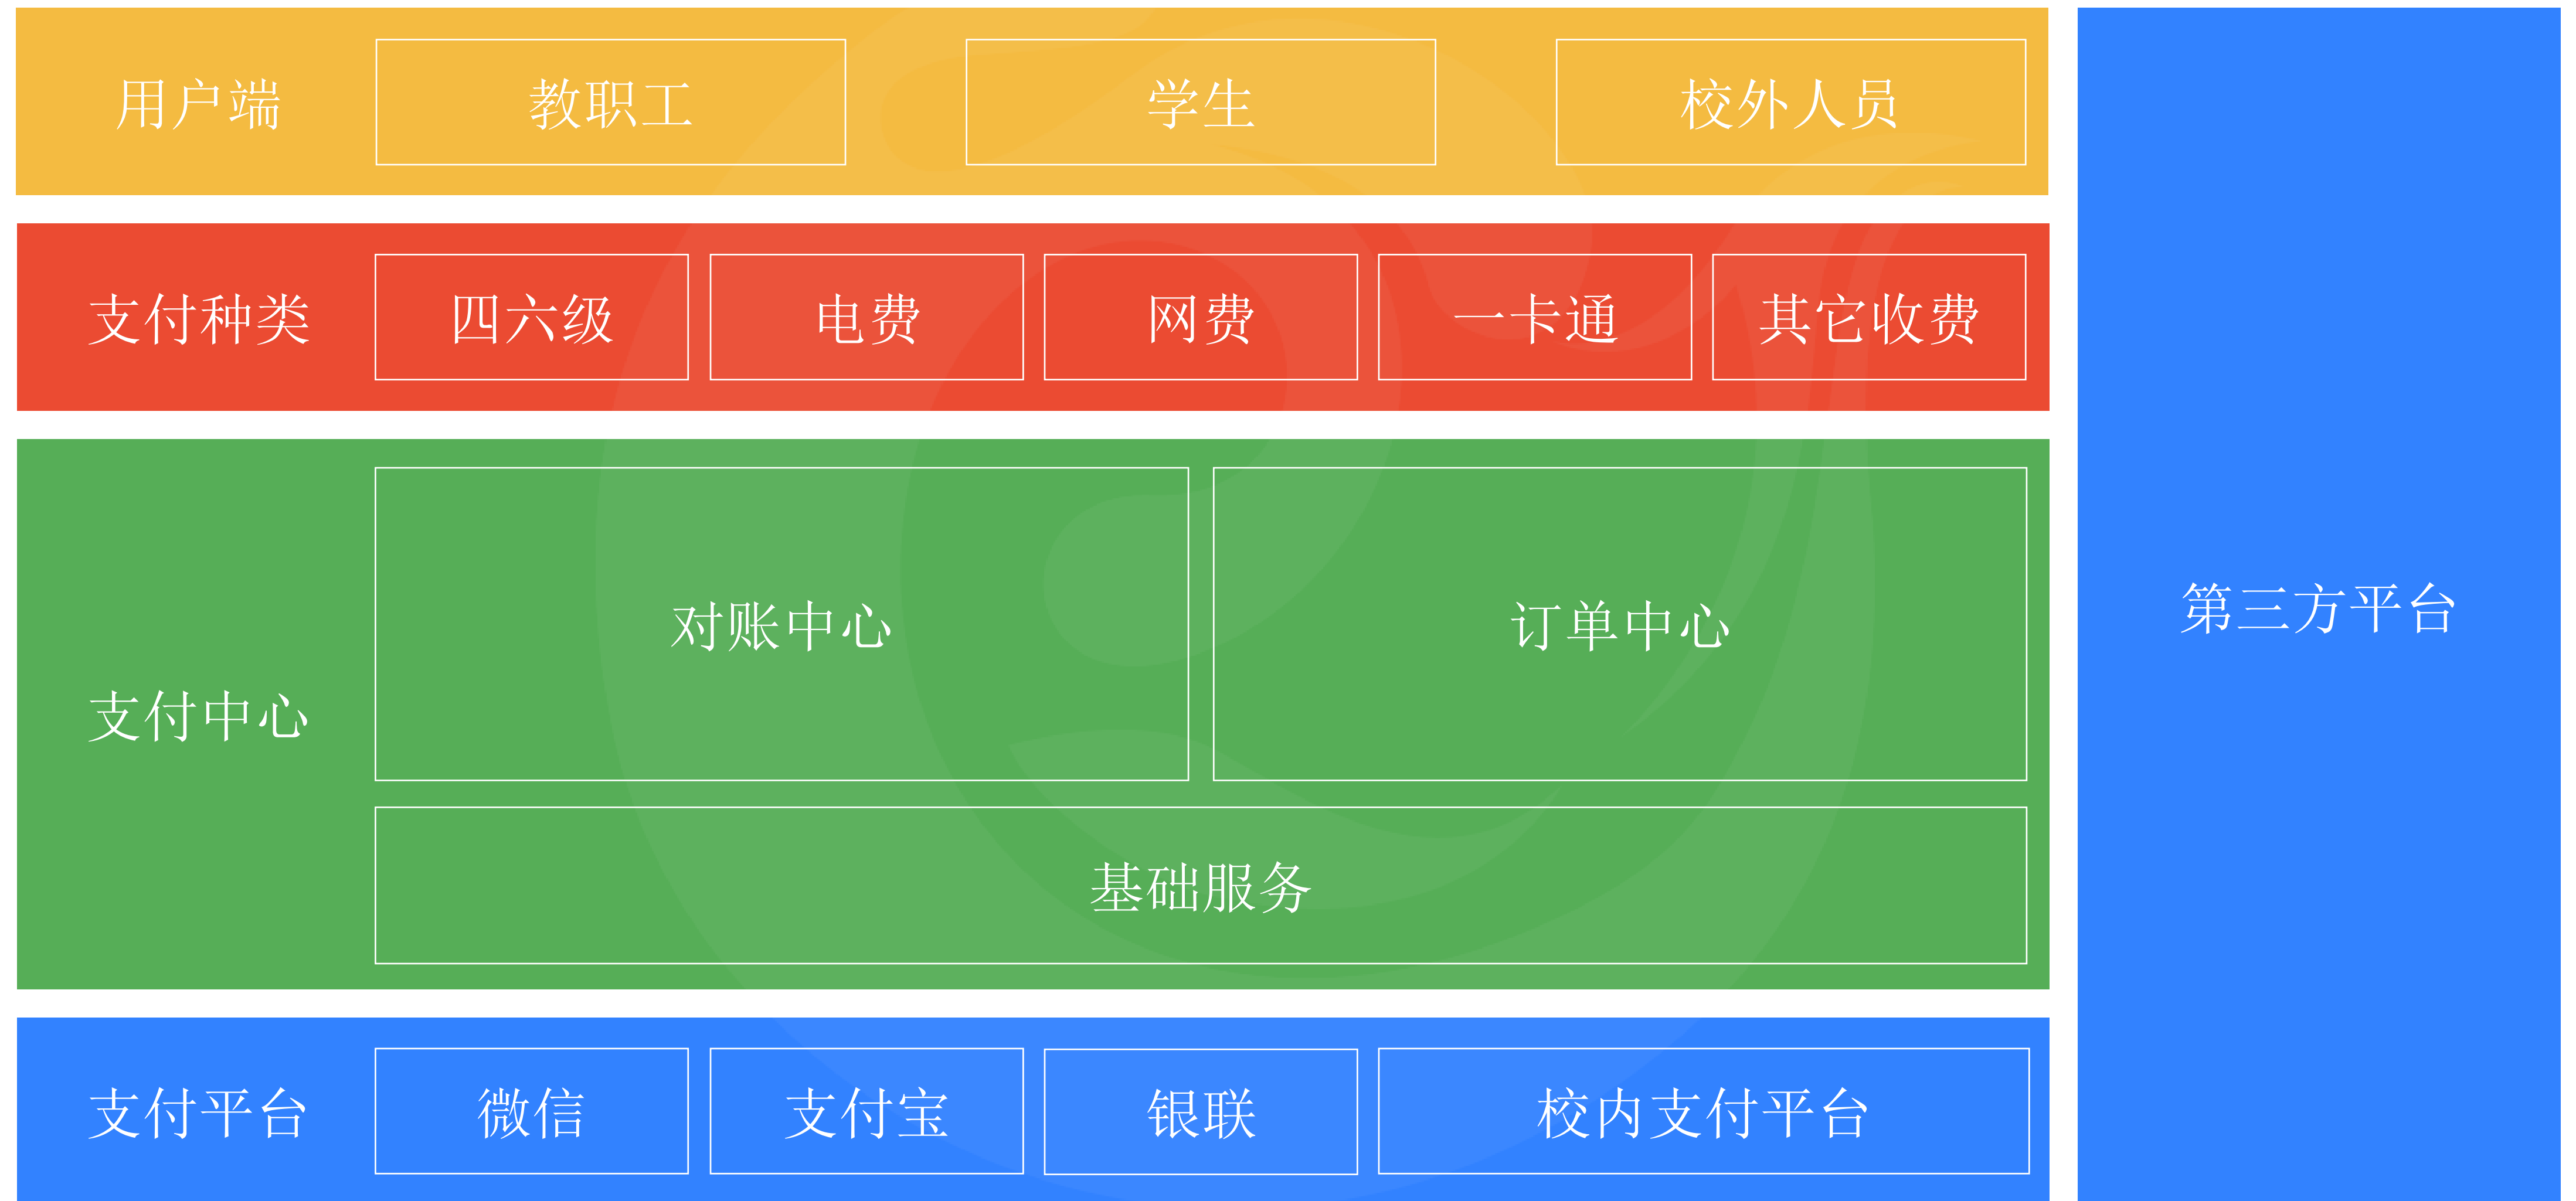 用户端
教职工
学生
校外人员
支付种类
四六级
电费
网费
一卡通
其它收费
支付中心
对账中心
订单中心
基础服务
支付平台
微信
支付宝
银联
校内支付平台
第三方平台